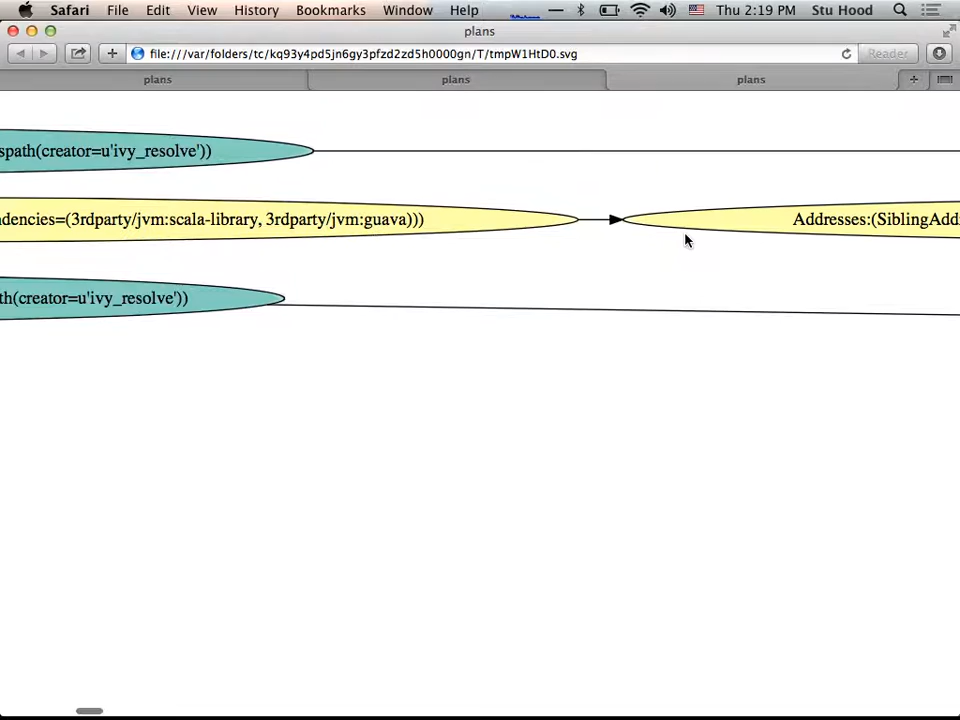 Safari File Edit View History Bookmarks Window Help Thu 2:19 PM Stu Hood
plans
file:///var/folders/tc/kq93y4pd5jn6gy3pfzd2zd5h0000gn/T/tmpW1HtD0.svg Reader
plans plans plans
spath(creator=u'ivy_resolve'))
ndencies=(3rdparty/jvm:scala-library, 3rdparty/jvm:guava))) Addresses:(SiblingAddr
th(creator=u'ivy_resolve'))